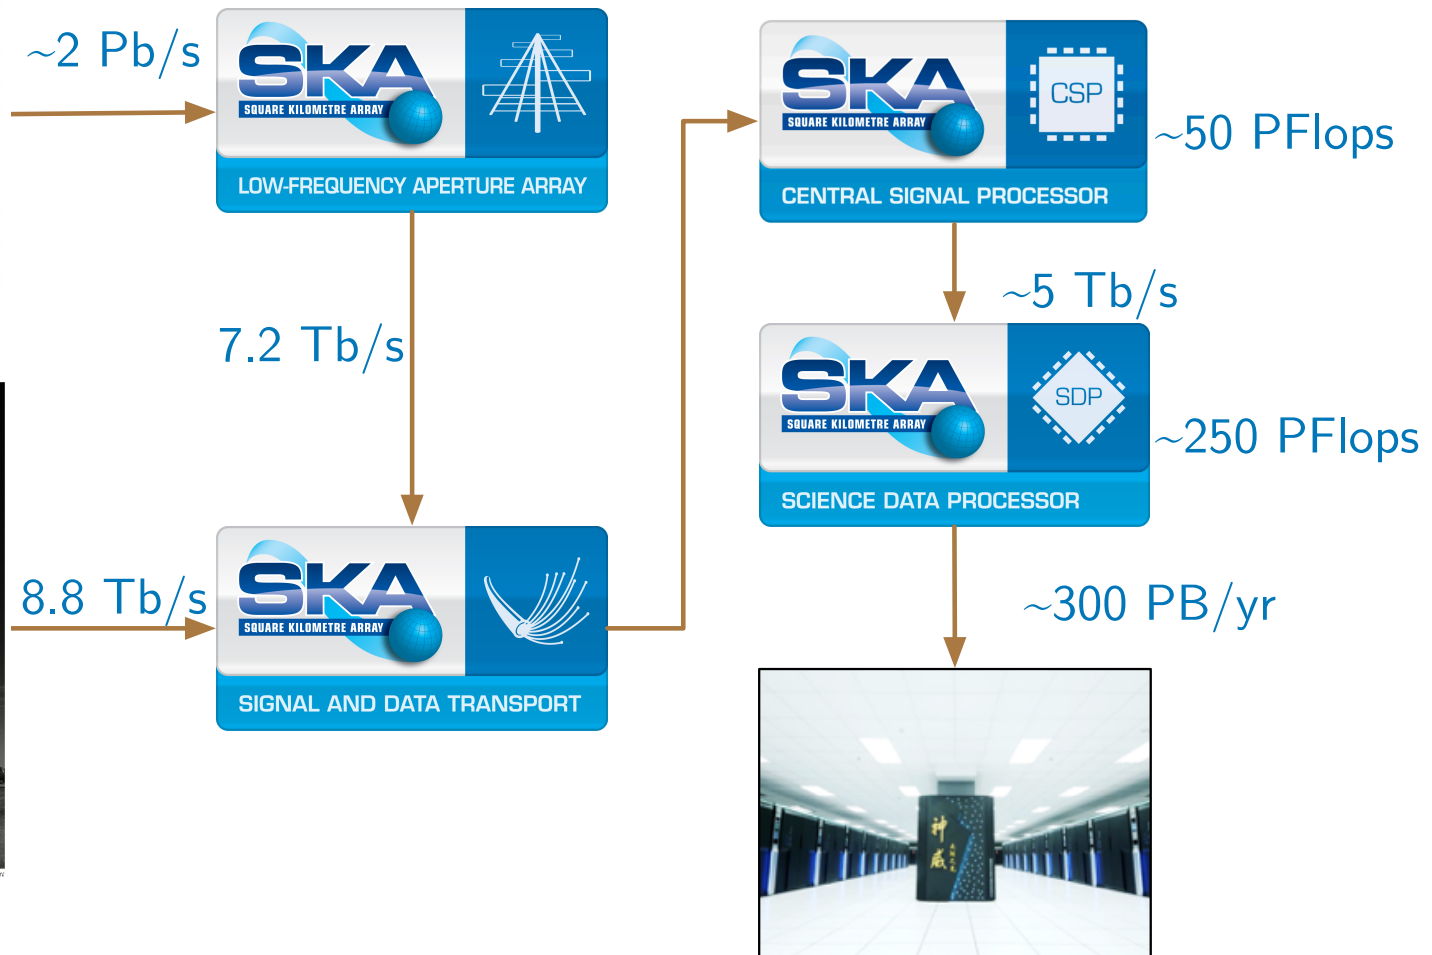 ~2 Pb/s
SKA
SQUARE KILOMETRE ARRAY
LOW-FREQUENCY APERTURE ARRAY
7.2 Tb/s
8.8 Tb/s
SKA
SQUARE KILOMETRE ARRAY
SIGNAL AND DATA TRANSPORT
SKA
SQUARE KILOMETRE ARRAY
CSP
~50 PFlops
CENTRAL SIGNAL PROCESSOR
~5 Tb/s
SKA
SQUARE KILOMETRE ARRAY
SDP
~250 PFlops
SCIENCE DATA PROCESSOR
~300 PB/yr
神
威